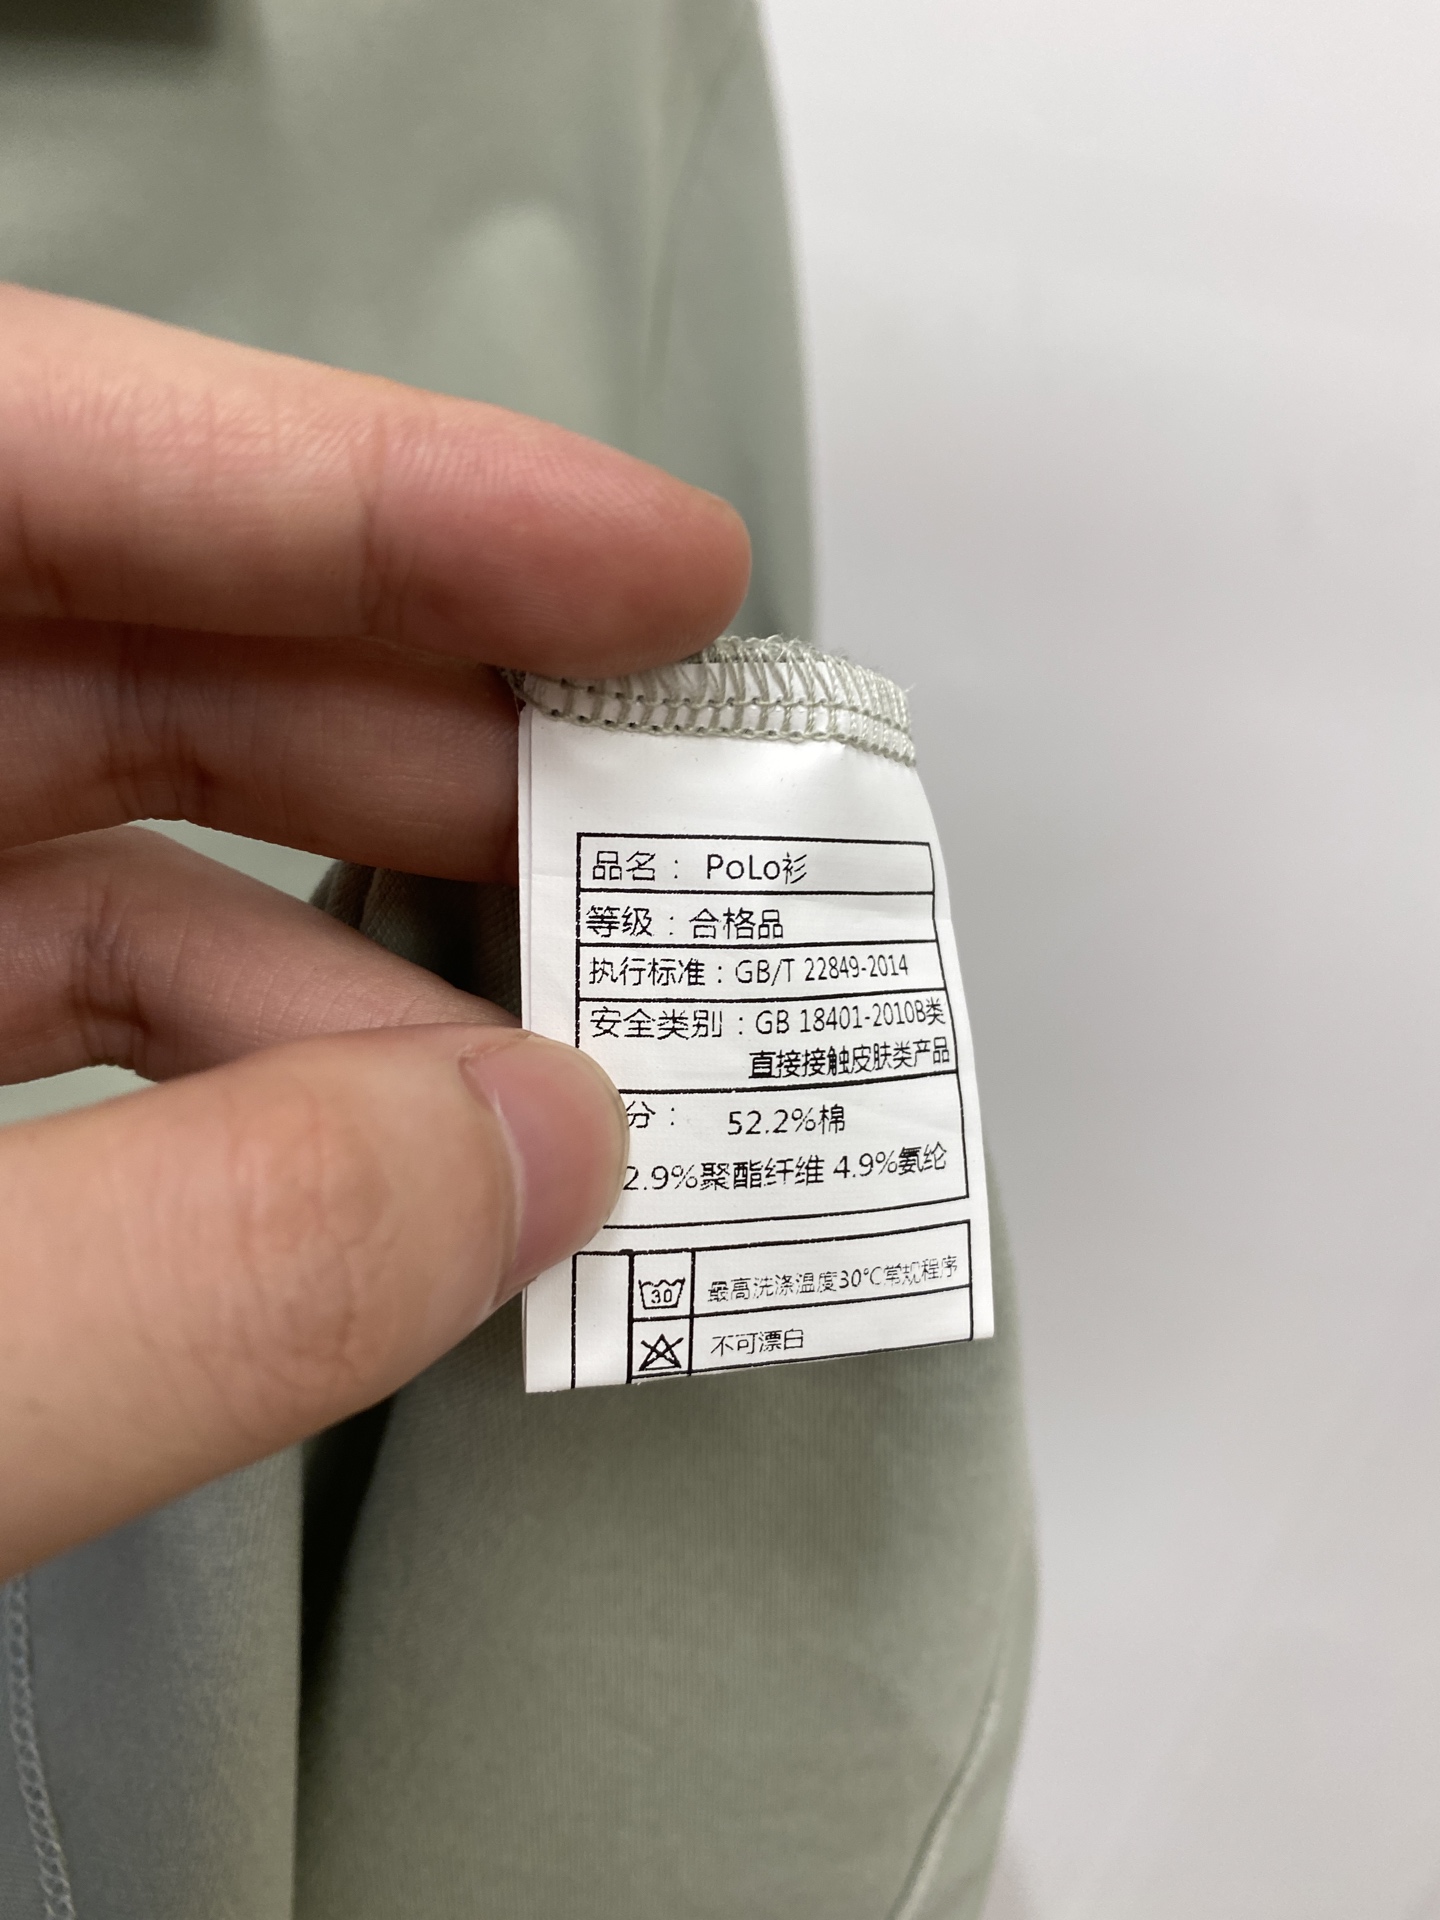 品名： PoLo衫
等级：合格品
执行标准：GB/T 22849-2014
安全类别：GB 18401-2010B类
直接接触皮肤类产品
分： 52.2%棉
2.9%聚酯纤维 4.9%氨纶
30 最高洗涤温度30°C常规程序
不可漂白